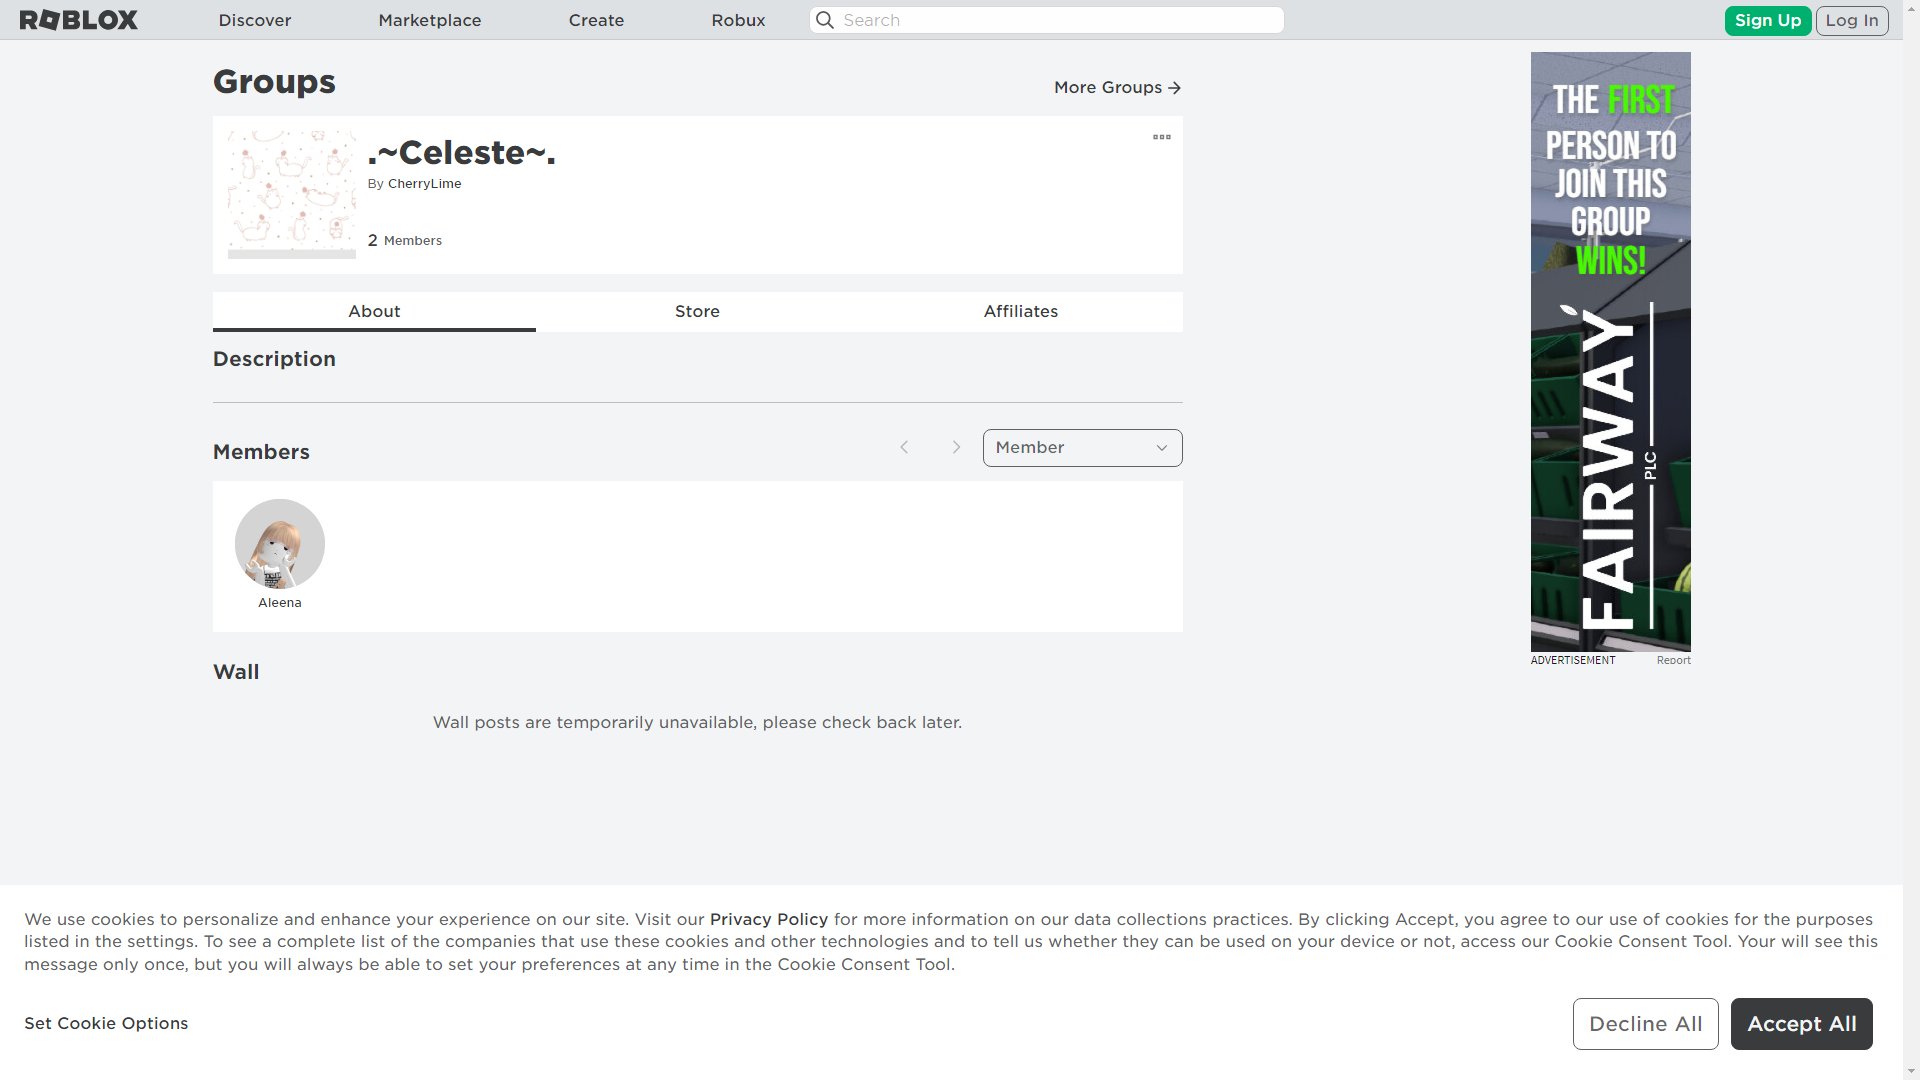 ROBLOX
Discover
Marketplace
Create
Robux
Search
Sign Up
Log In
Groups
More Groups
.~Celeste~.
By CherryLime
2 Members
About
Store
Affiliates
Description
Members
Member
Aleena
Wall
Wall posts are temporarily unavailable, please check back later.
THE FIRST
PERSON TO
JOIN THIS
GROUP
WINS!
FAIRWAY
PLC
ADVERTISEMENT
Report
We use cookies to personalize and enhance your experience on our site. Visit our Privacy Policy for more information on our data collections practices. By clicking Accept, you agree to our use of cookies for the purposes
listed in the settings. To see a complete list of the companies that use these cookies and other technologies and to tell us whether they can be used on your device or not, access our Cookie Consent Tool. Your will see this
message only once, but you will always be able to set your preferences at any time in the Cookie Consent Tool.
Set Cookie Options
Decline All
Accept All